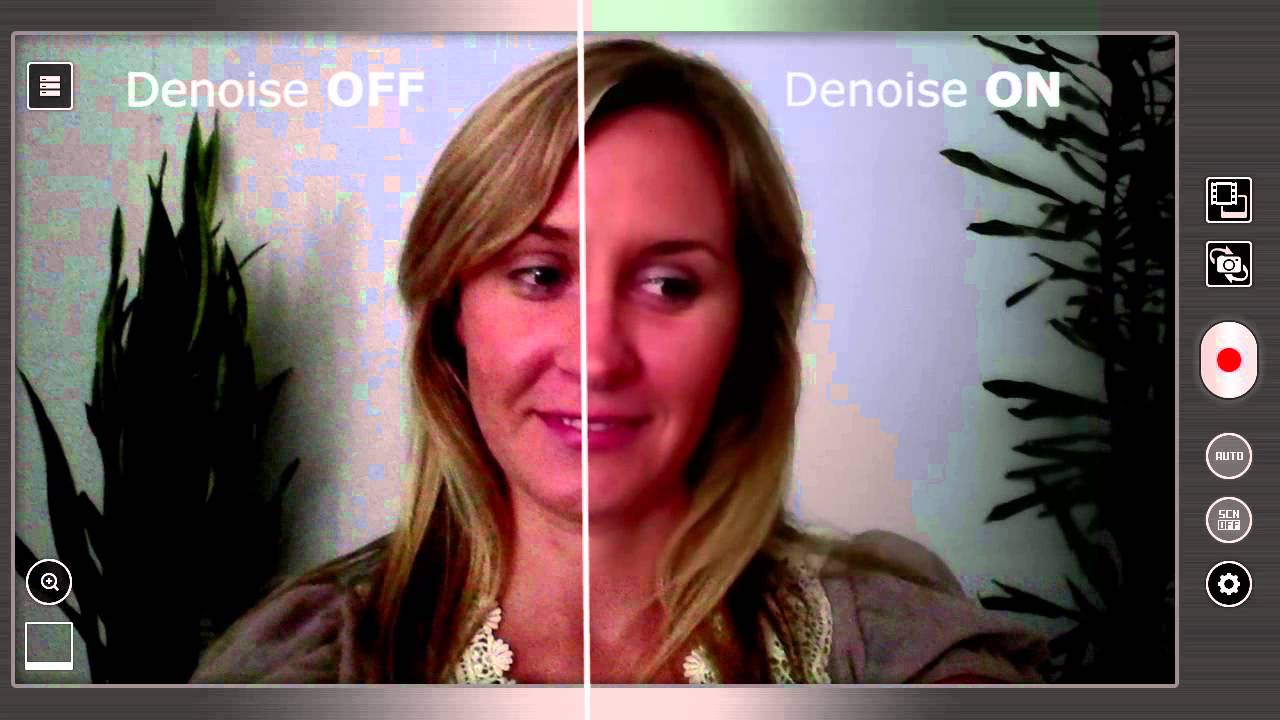 Denoise OFF
Denoise ON
AUTO
SCN
OFF